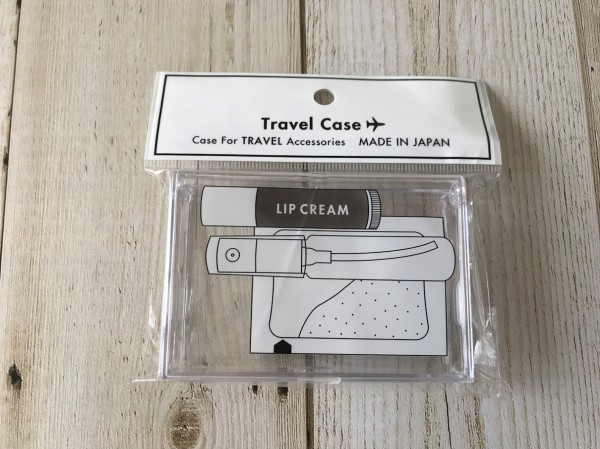 Travel Case
Case For TRAVEL Accessories MADE IN JAPAN
LIP CREAM